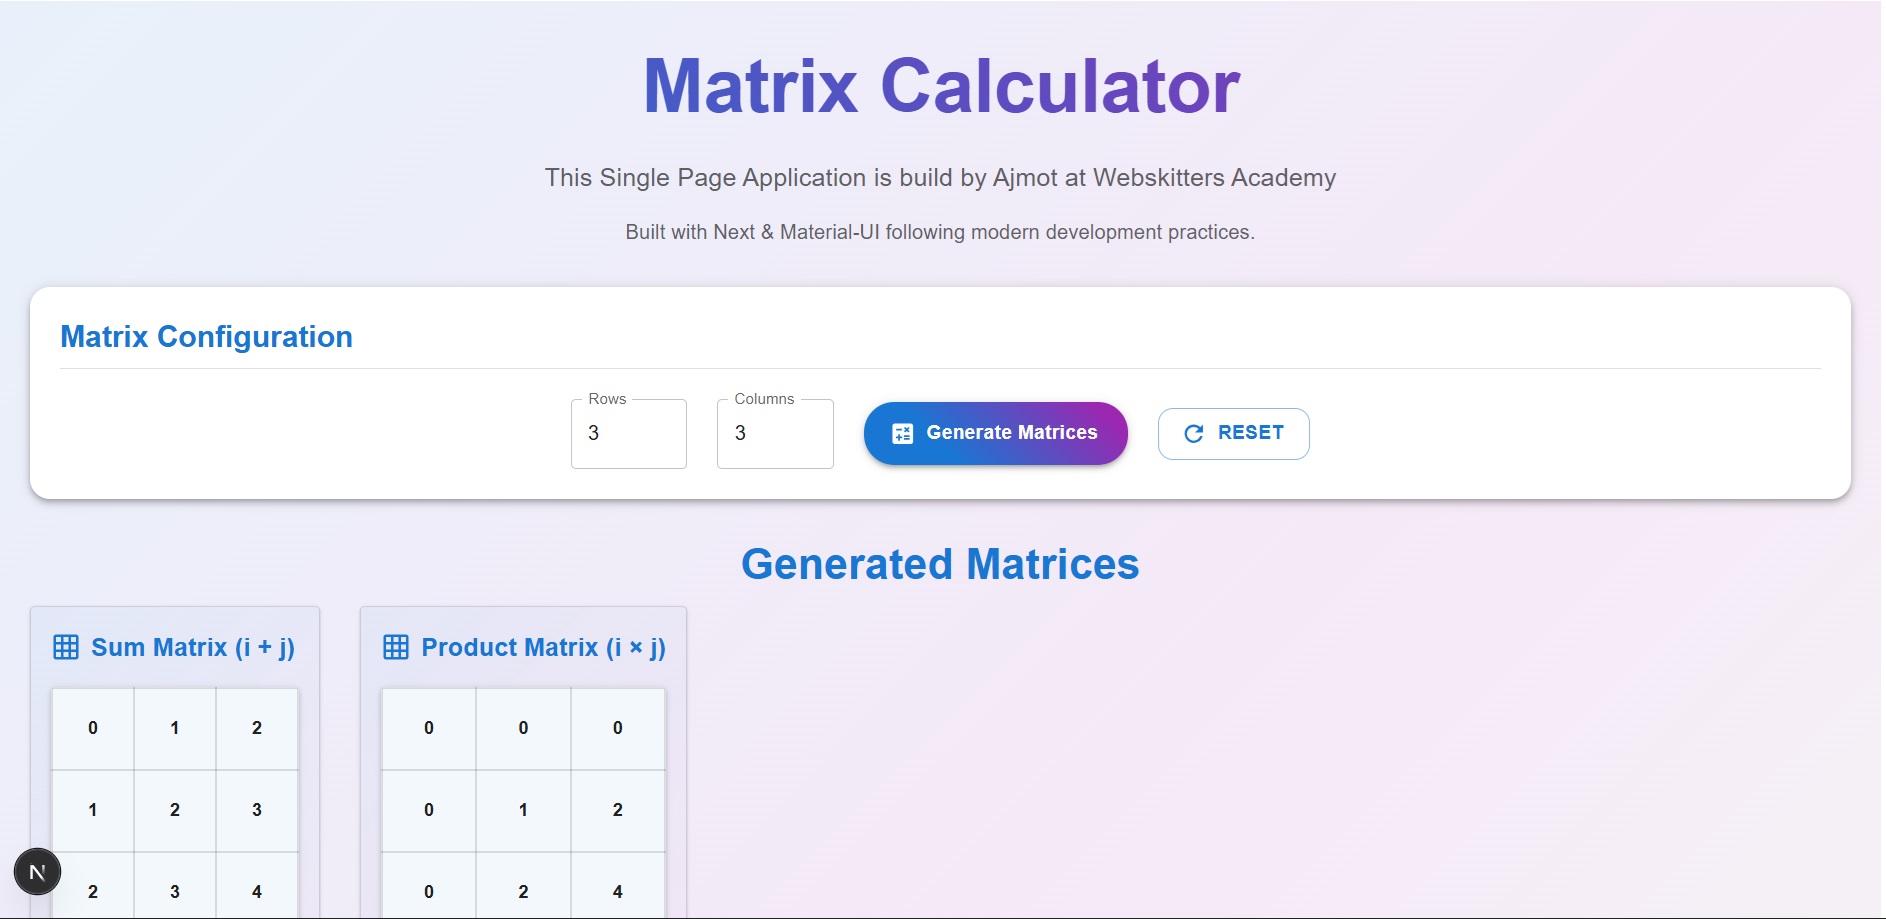 Matrix Calculator
This Single Page Application is build by Ajmot at Webskitters Academy
Built with Next & Material-UI following modern development practices.
Matrix Configuration
Rows
3
Columns
3
Generate Matrices
RESET
Generated Matrices
Sum Matrix (i + j)
0 1 2
1 2 3
2 3 4
Product Matrix (i × j)
0 0 0
0 1 2
0 2 4
N